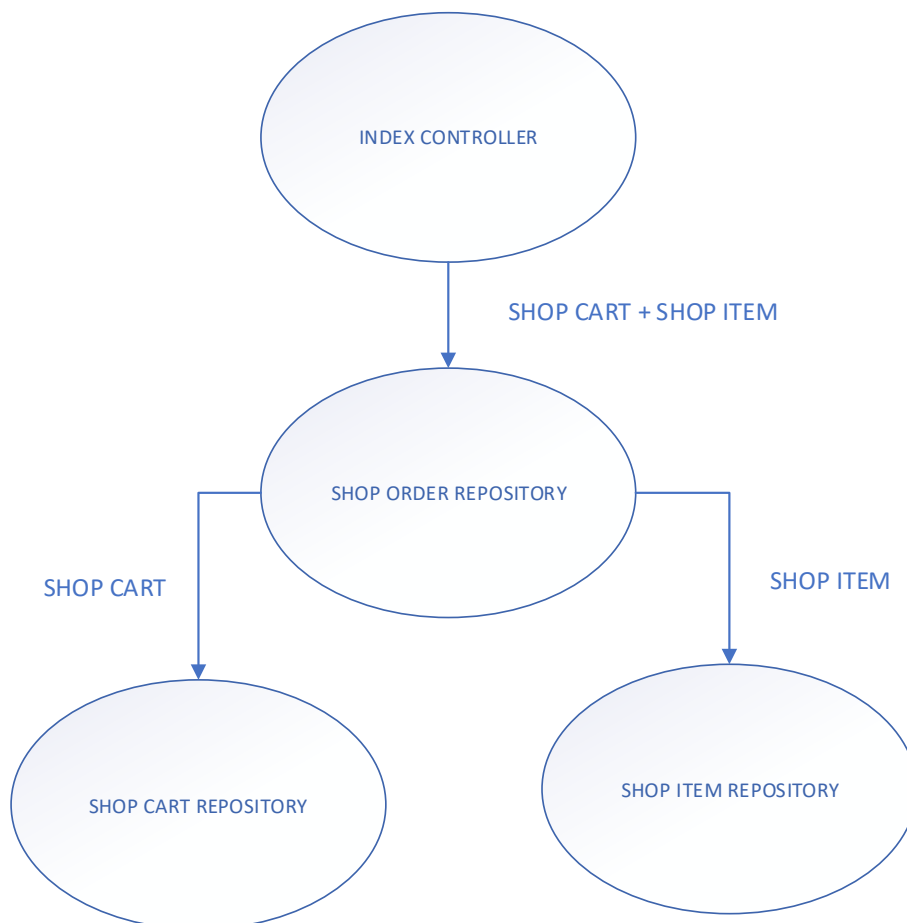 INDEX CONTROLLER
SHOP CART + SHOP ITEM
SHOP ORDER REPOSITORY
SHOP CART
SHOP ITEM
SHOP CART REPOSITORY
SHOP ITEM REPOSITORY